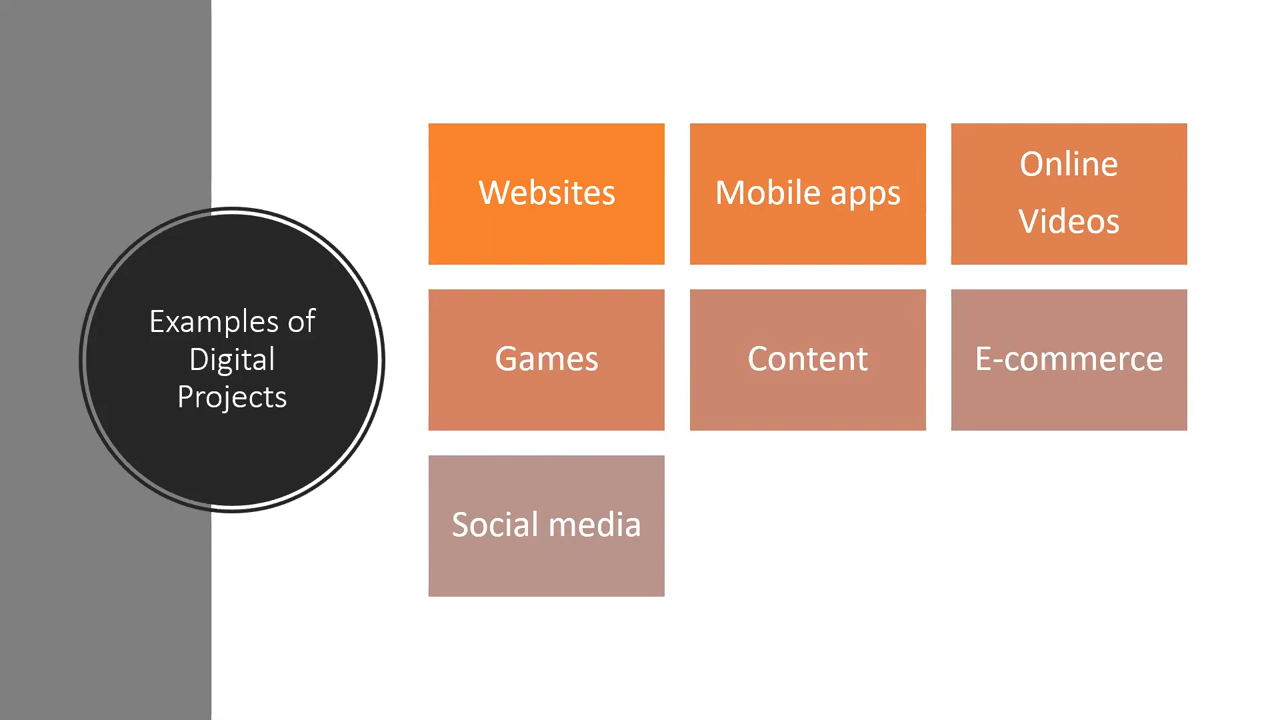 Examples of
Digital
Projects
Websites
Mobile apps
Online
Videos
Games
Content
E-commerce
Social media